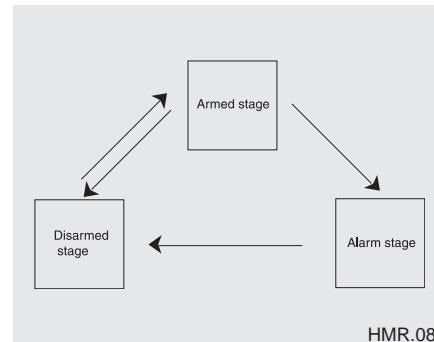 Armed stage
Disarmed
stage
Alarm stage
HMR.08